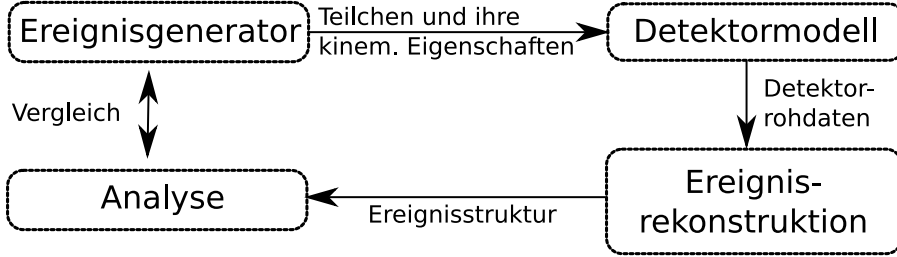 Ereignisgenerator
Teilchen und ihre
kinem. Eigenschaften
Detektormodell
Vergleich
Detektor-
rohdaten
Analyse
Ereignisstruktur
Ereignis-
rekonstruktion